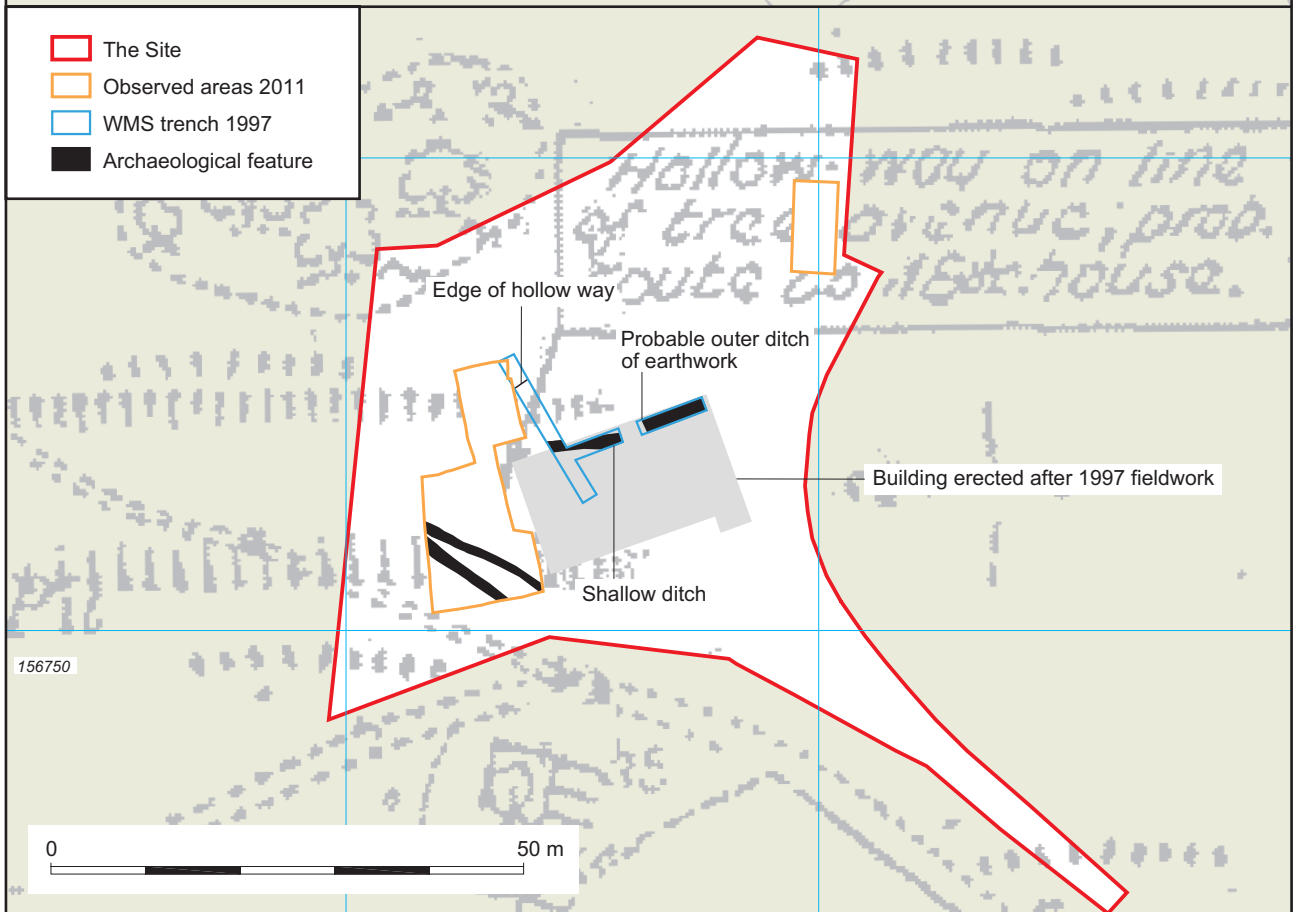 The Site
Observed areas 2011
WMS trench 1997
Archaeological feature
Hollow way on line
of tree avenue, prob.
route to 16st. house.
Edge of hollow way
Probable outer ditch
of earthwork
Building erected after 1997 fieldwork
Shallow ditch
156750
0 50 m